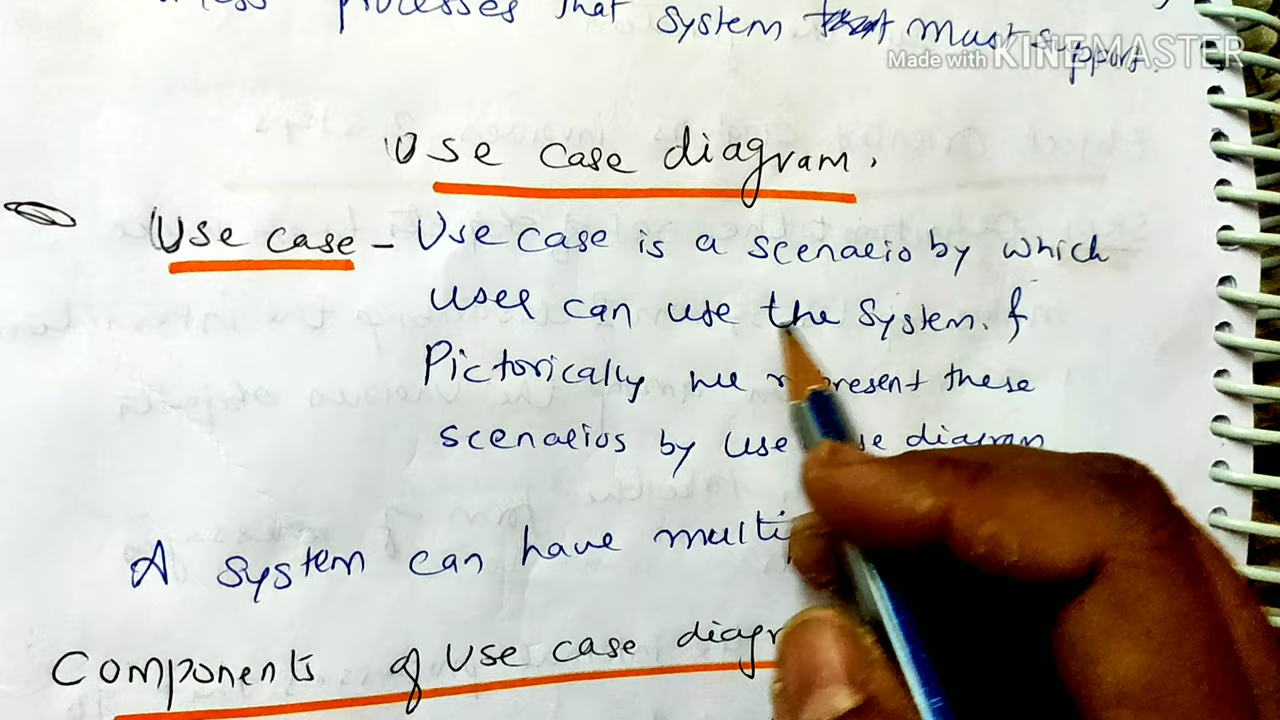 processes that system must support.
Made with KINEMASTER
Use case diagram.
Use case - Use case is a scenario by which
user can use the system. &
Pictorically we represent these
scenarios by use diagram
A system can have
Components of Use case